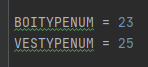 BOITYPENUM = 23
VESTYPENUM = 25